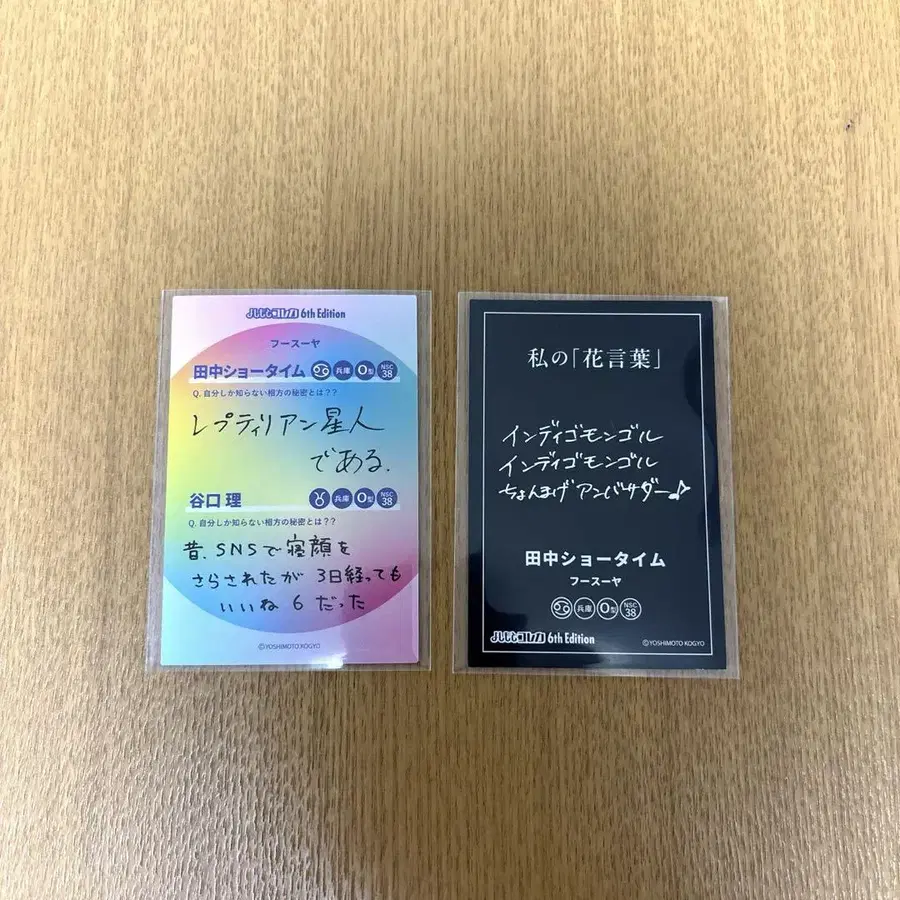 よしもとコレカ 6th Edition
フースーヤ
田中ショータイム ♋ 兵庫 O型 NSC 38
Q. 自分しか知らない相方の秘密とは？？
レプティリアン星人
である.
谷口 理 ♉ 兵庫 O型 NSC 38
Q. 自分しか知らない相方の秘密とは？？
昔、SNSで寝顔を
さらされたが 3日経っても
いいね 6 だった
©YOSHIMOTO KOGYO
私の「花言葉」
インディゴモンゴル
インディゴモンゴル
ちょんまげアンバサダー♪
田中ショータイム
フースーヤ
♋ 兵庫 O型 NSC 38
よしもとコレカ 6th Edition
©YOSHIMOTO KOGYO